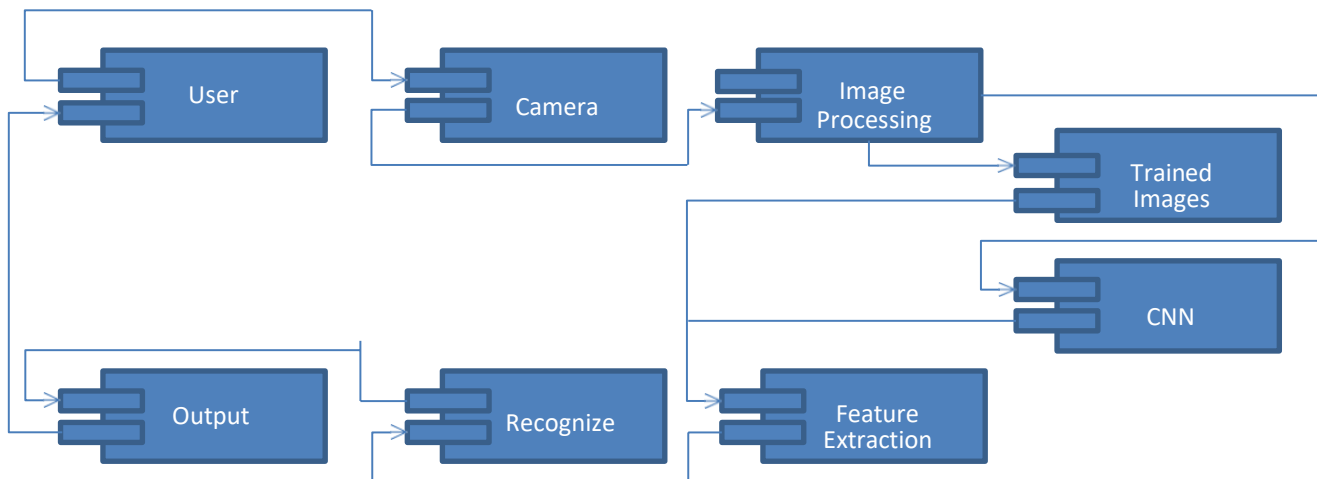 User
Camera
Image
Processing
Trained
Images
CNN
Output
Recognize
Feature
Extraction